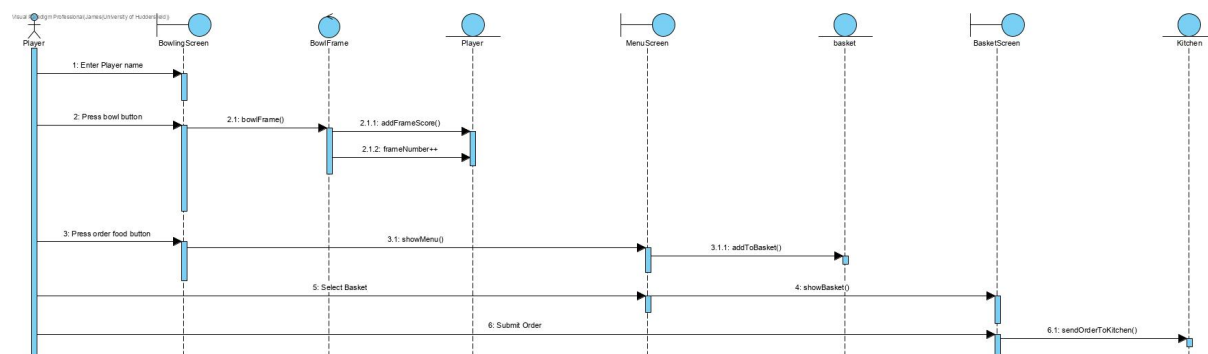 Visual Paradigm Professional(James(University of Huddersfield))
Player
BowlingScreen
BowlFrame
Player
MenuScreen
basket
BasketScreen
Kitchen
1: Enter Player name
2: Press bowl button
2.1: bowlFrame()
2.1.1: addFrameScore()
2.1.2: frameNumber++
3: Press order food button
3.1: showMenu()
3.1.1: addToBasket()
5: Select Basket
4: showBasket()
6: Submit Order
6.1: sendOrderToKitchen()